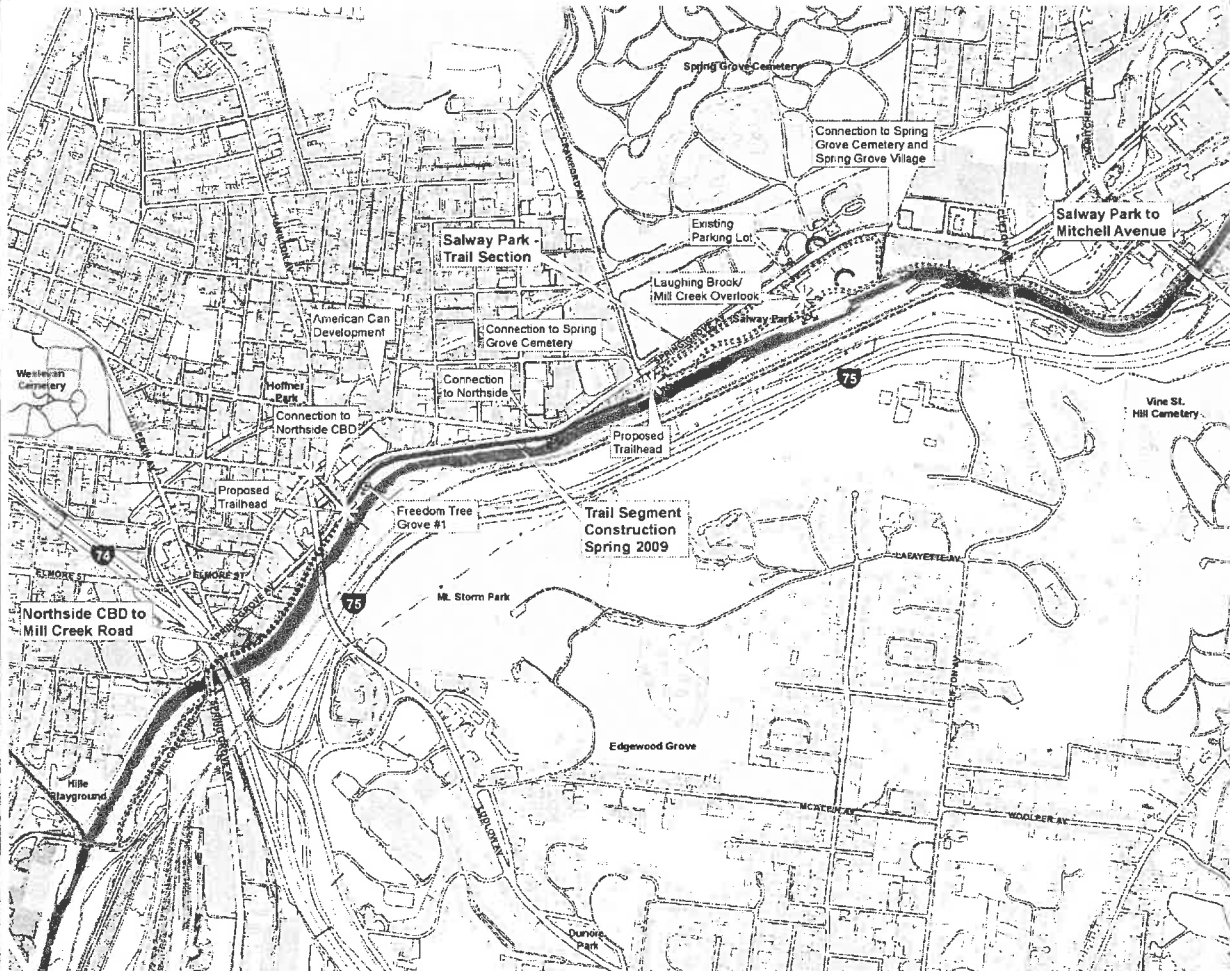 Spring Grove Cemetery
Connection to Spring
Grove Cemetery and
Spring Grove Village
Salway Park to
Mitchell Avenue
Salway Park -
Trail Section
Existing
Parking Lot
Laughing Brook/
Mill Creek Overlook
Salway Park
American Can
Development
Connection to Spring
Grove Cemetery
Wesleyan
Cemetery
Hoffner
Park
Connection
to Northside
75
Vine St.
Hill Cemetery
Connection to
Northside CBD
Proposed
Trailhead
Proposed
Trailhead
Freedom Tree
Grove #1
Trail Segment
Construction
Spring 2009
74
ELMORE ST
ELMORE ST
LAFAYETTE AV
75
Mt. Storm Park
Northside CBD to
Mill Creek Road
CLIFTON AV
Edgewood Grove
Hille
Playground
LUDLOW AV
WOOLPER AV
Dunore
Park